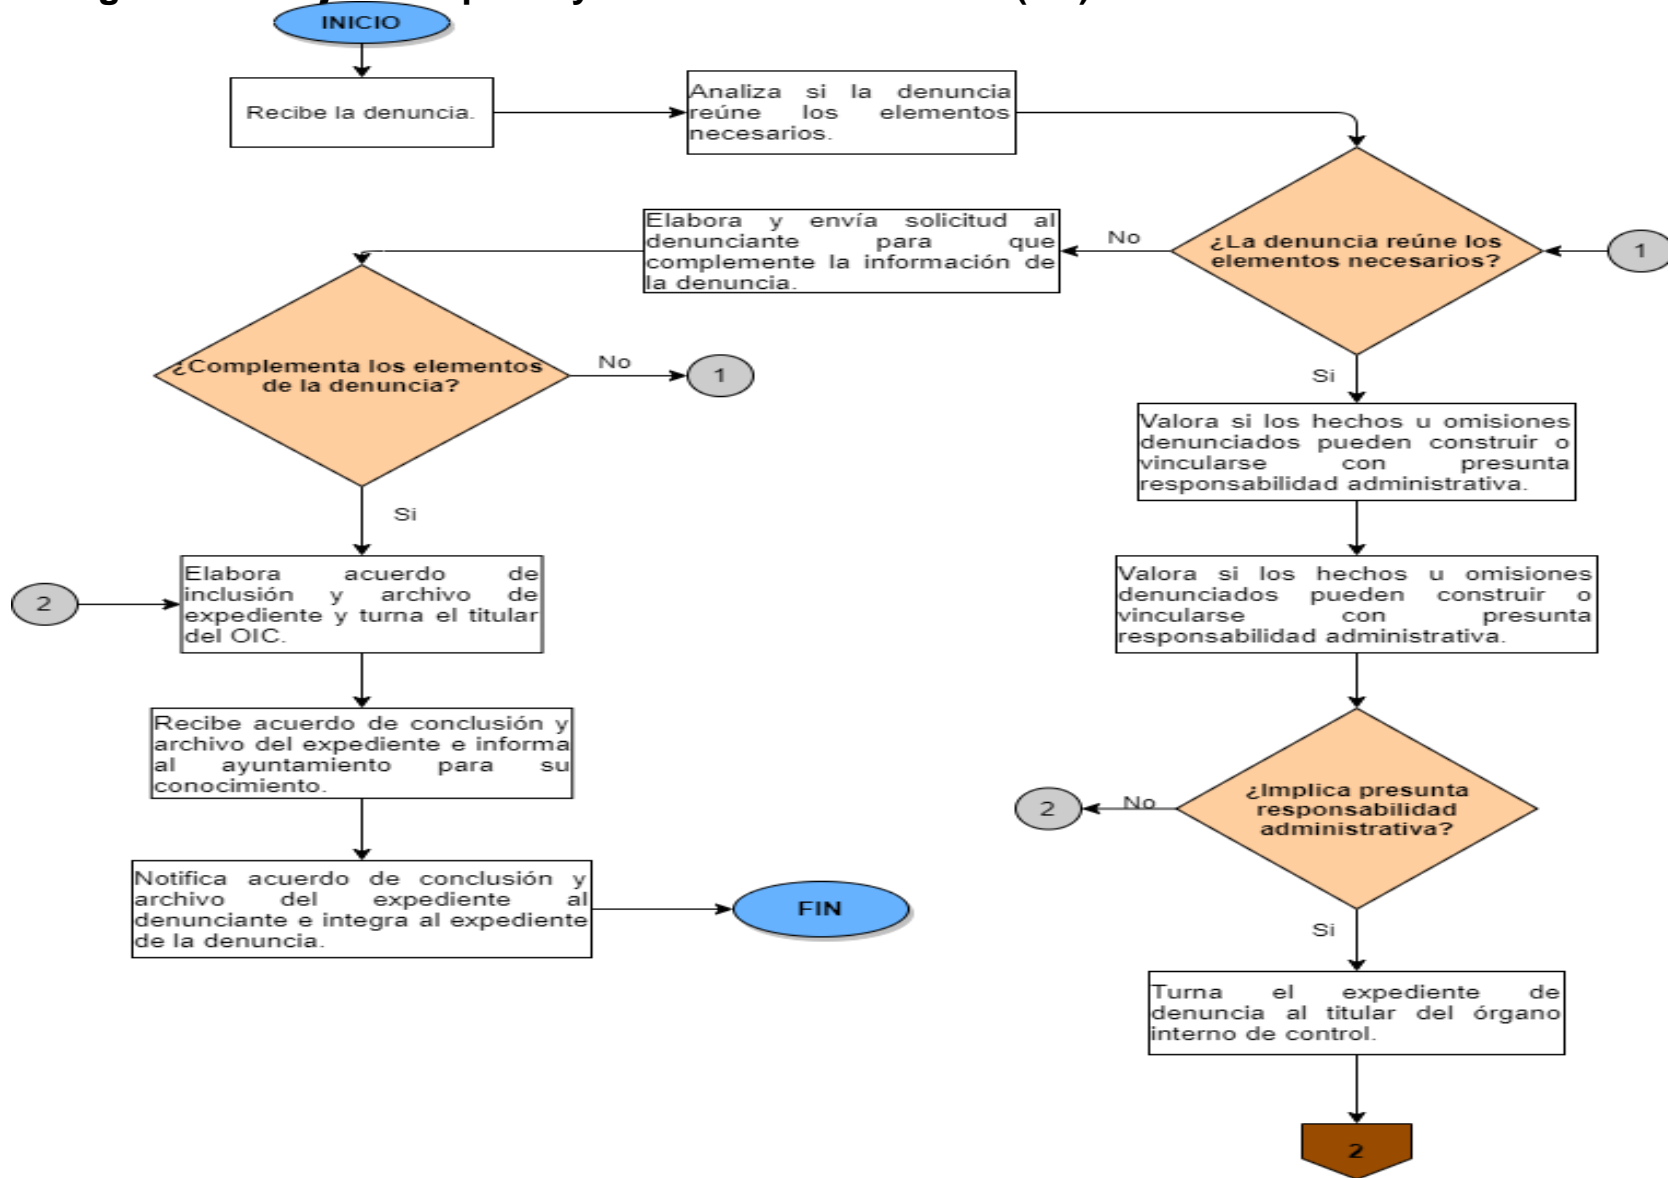 INICIO
Recibe la denuncia.
Analiza si la denuncia
reúne los elementos
necesarios.
¿La denuncia reúne los
elementos necesarios?
1
No
Elabora y envía solicitud al
denunciante para que
complemente la información de
la denuncia.
¿Complementa los elementos
de la denuncia?
No
1
Si
Si
Valora si los hechos u omisiones
denunciados pueden construir o
vincularse con presunta
responsabilidad administrativa.
2
Elabora acuerdo de
inclusión y archivo de
expediente y turna el titular
del OIC.
Valora si los hechos u omisiones
denunciados pueden construir o
vincularse con presunta
responsabilidad administrativa.
Recibe acuerdo de conclusión y
archivo del expediente e informa
al ayuntamiento para su
conocimiento.
¿Implica presunta
responsabilidad
administrativa?
No
2
Notifica acuerdo de conclusión y
archivo del expediente al
denunciante e integra al expediente
de la denuncia.
FIN
Si
Turna el expediente de
denuncia al titular del órgano
interno de control.
2